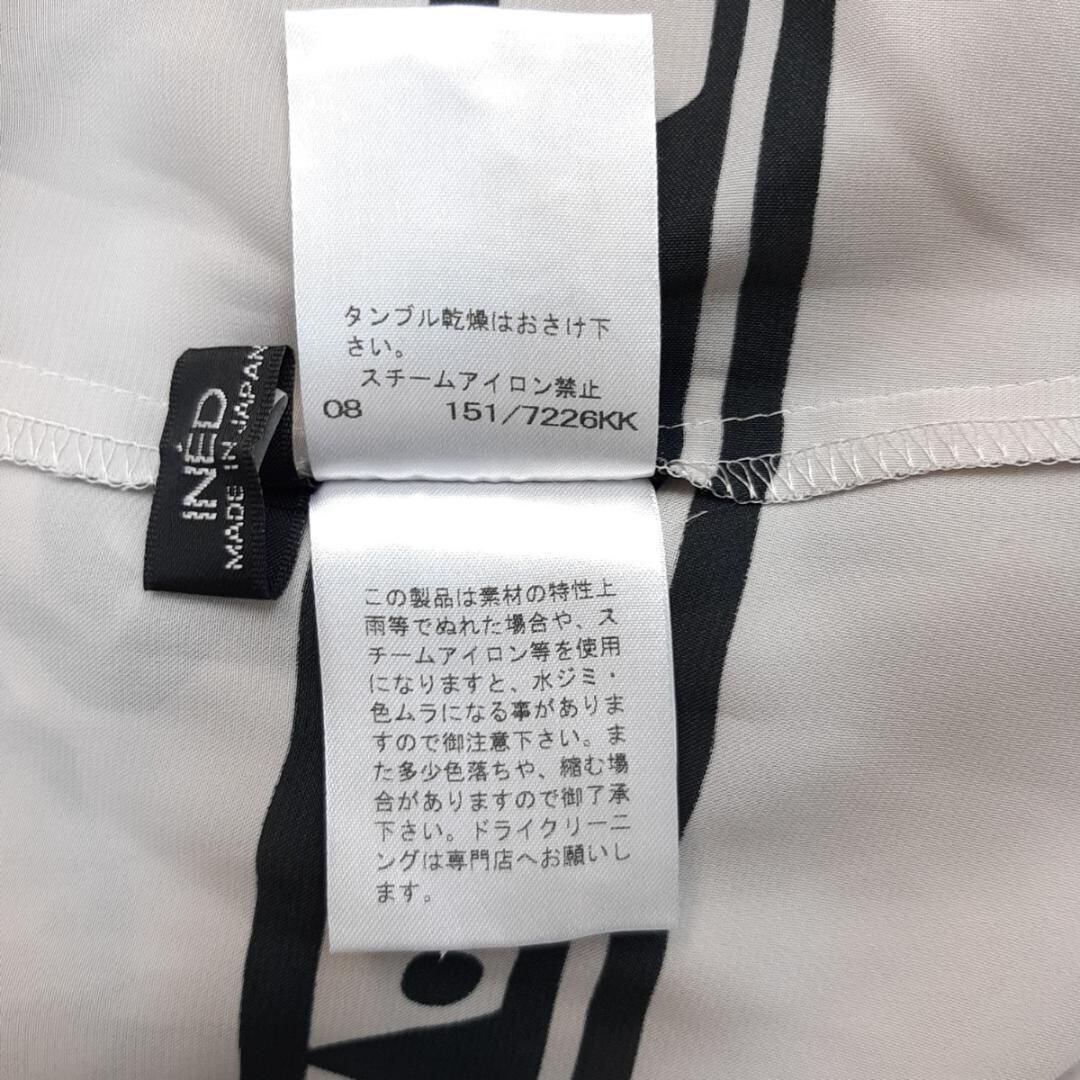 タンブル乾燥はおさけ下
さい。
スチームアイロン禁止
08 151/7226KK
INÉD
MADE IN JAPAN
この製品は素材の特性上
雨等でぬれた場合や、ス
チームアイロン等を使用
になりますと、水ジミ・
色ムラになる事がありま
すので御注意下さい。ま
た多少色落ちや、縮む場
合がありますので御了承
下さい。ドライクリーニ
ングは専門店へお願いし
ます。